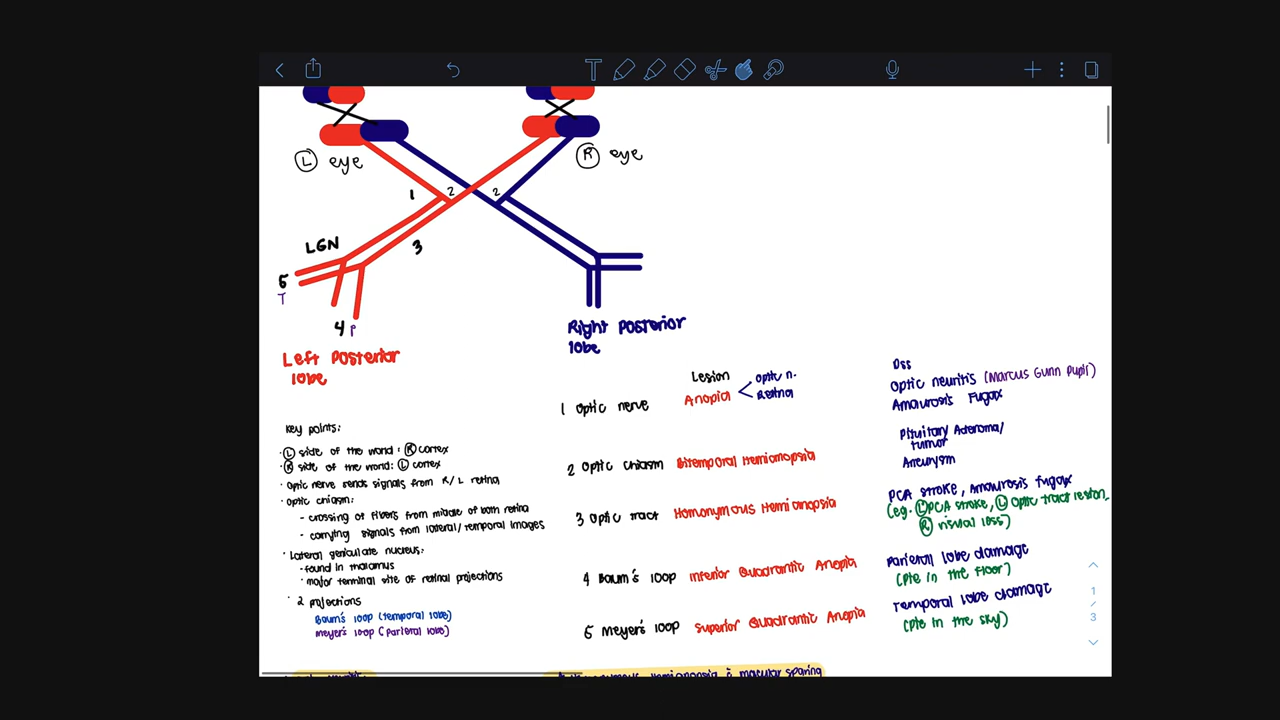 L eye
R eye
1
2
2
LGN
3
5
T
4 P
Left Posterior
lobe
Right Posterior
lobe
Key points:
· L side of the world : R cortex
· R side of the world: L cortex
· Optic nerve sends signals from R/L retina
· Optic chiasm:
- crossing of fibers from middle of both retina
- carrying signals from lateral/temporal images
· Lateral geniculate nucleus:
- found in thalamus
- major terminal site of retinal projections
· 2 projections
Baum's loop (temporal lobe)
Meyer's loop (parietal lobe)
Lesion
1 Optic nerve Anopia < Optic n.
Retina
2 Optic chiasm Bitemporal Hemianopsia
3 Optic tract Homonymous Hemianopsia
4 Baum's loop Inferior Quadrantic Anopia
5 Meyer's loop Superior Quadrantic Anopia
Dss
Optic neuritis (Marcus Gunn Pupil)
Amaurosis Fugax
Pituitary Adenoma/
tumor
Aneurysm
PCA stroke, Amaurosis fugax
(eg. L PCA stroke, L optic tract lesion,
R visual loss)
Parietal lobe damage
(Pie in the floor)
Temporal lobe damage
(Pie in the sky)
1
/
3
Hemianopsia c̄ macular sparing